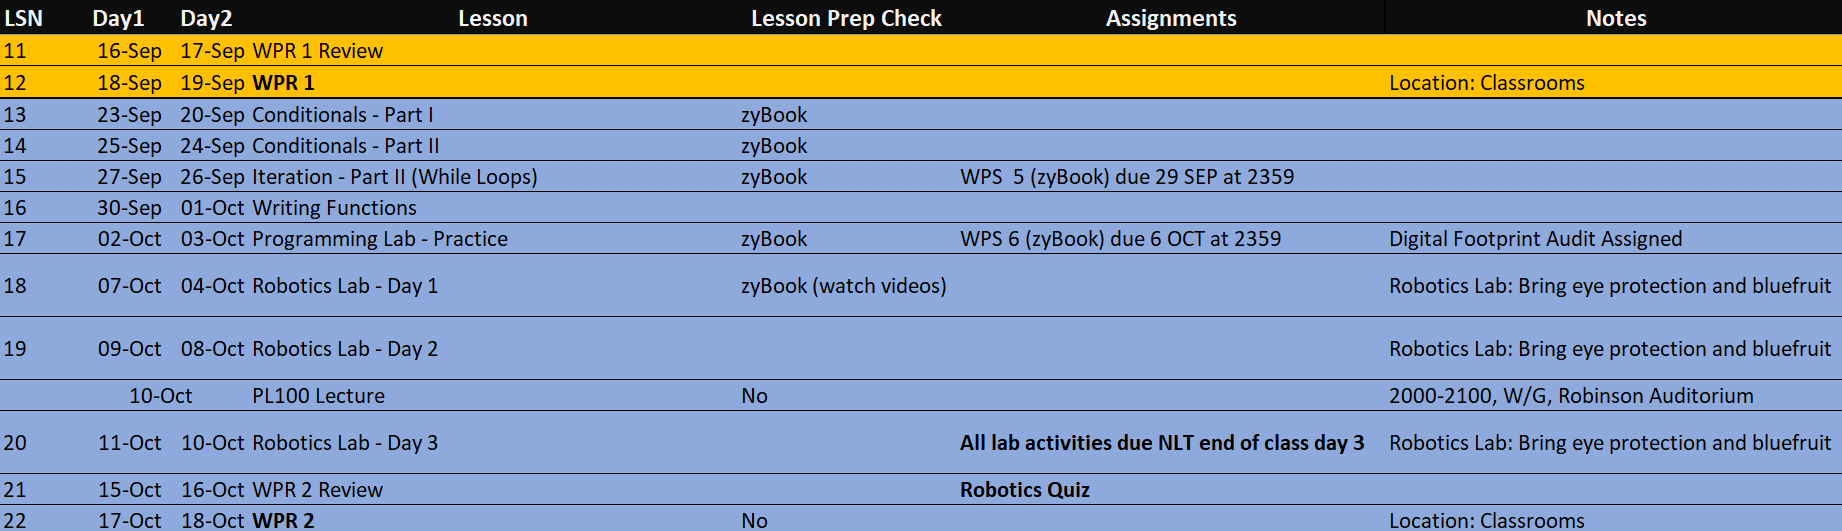 LSN Day1 Day2 Lesson Lesson Prep Check Assignments Notes
11 16-Sep 17-Sep WPR 1 Review
12 18-Sep 19-Sep WPR 1 Location: Classrooms
13 23-Sep 20-Sep Conditionals - Part I zyBook
14 25-Sep 24-Sep Conditionals - Part II zyBook
15 27-Sep 26-Sep Iteration - Part II (While Loops) zyBook WPS  5 (zyBook) due 29 SEP at 2359
16 30-Sep 01-Oct Writing Functions
17 02-Oct 03-Oct Programming Lab - Practice zyBook WPS 6 (zyBook) due 6 OCT at 2359 Digital Footprint Audit Assigned
18 07-Oct 04-Oct Robotics Lab - Day 1 zyBook (watch videos) Robotics Lab: Bring eye protection and bluefruit
19 09-Oct 08-Oct Robotics Lab - Day 2 Robotics Lab: Bring eye protection and bluefruit
10-Oct PL100 Lecture No 2000-2100, W/G, Robinson Auditorium
20 11-Oct 10-Oct Robotics Lab - Day 3 All lab activities due NLT end of class day 3 Robotics Lab: Bring eye protection and bluefruit
21 15-Oct 16-Oct WPR 2 Review Robotics Quiz
22 17-Oct 18-Oct WPR 2 No Location: Classrooms